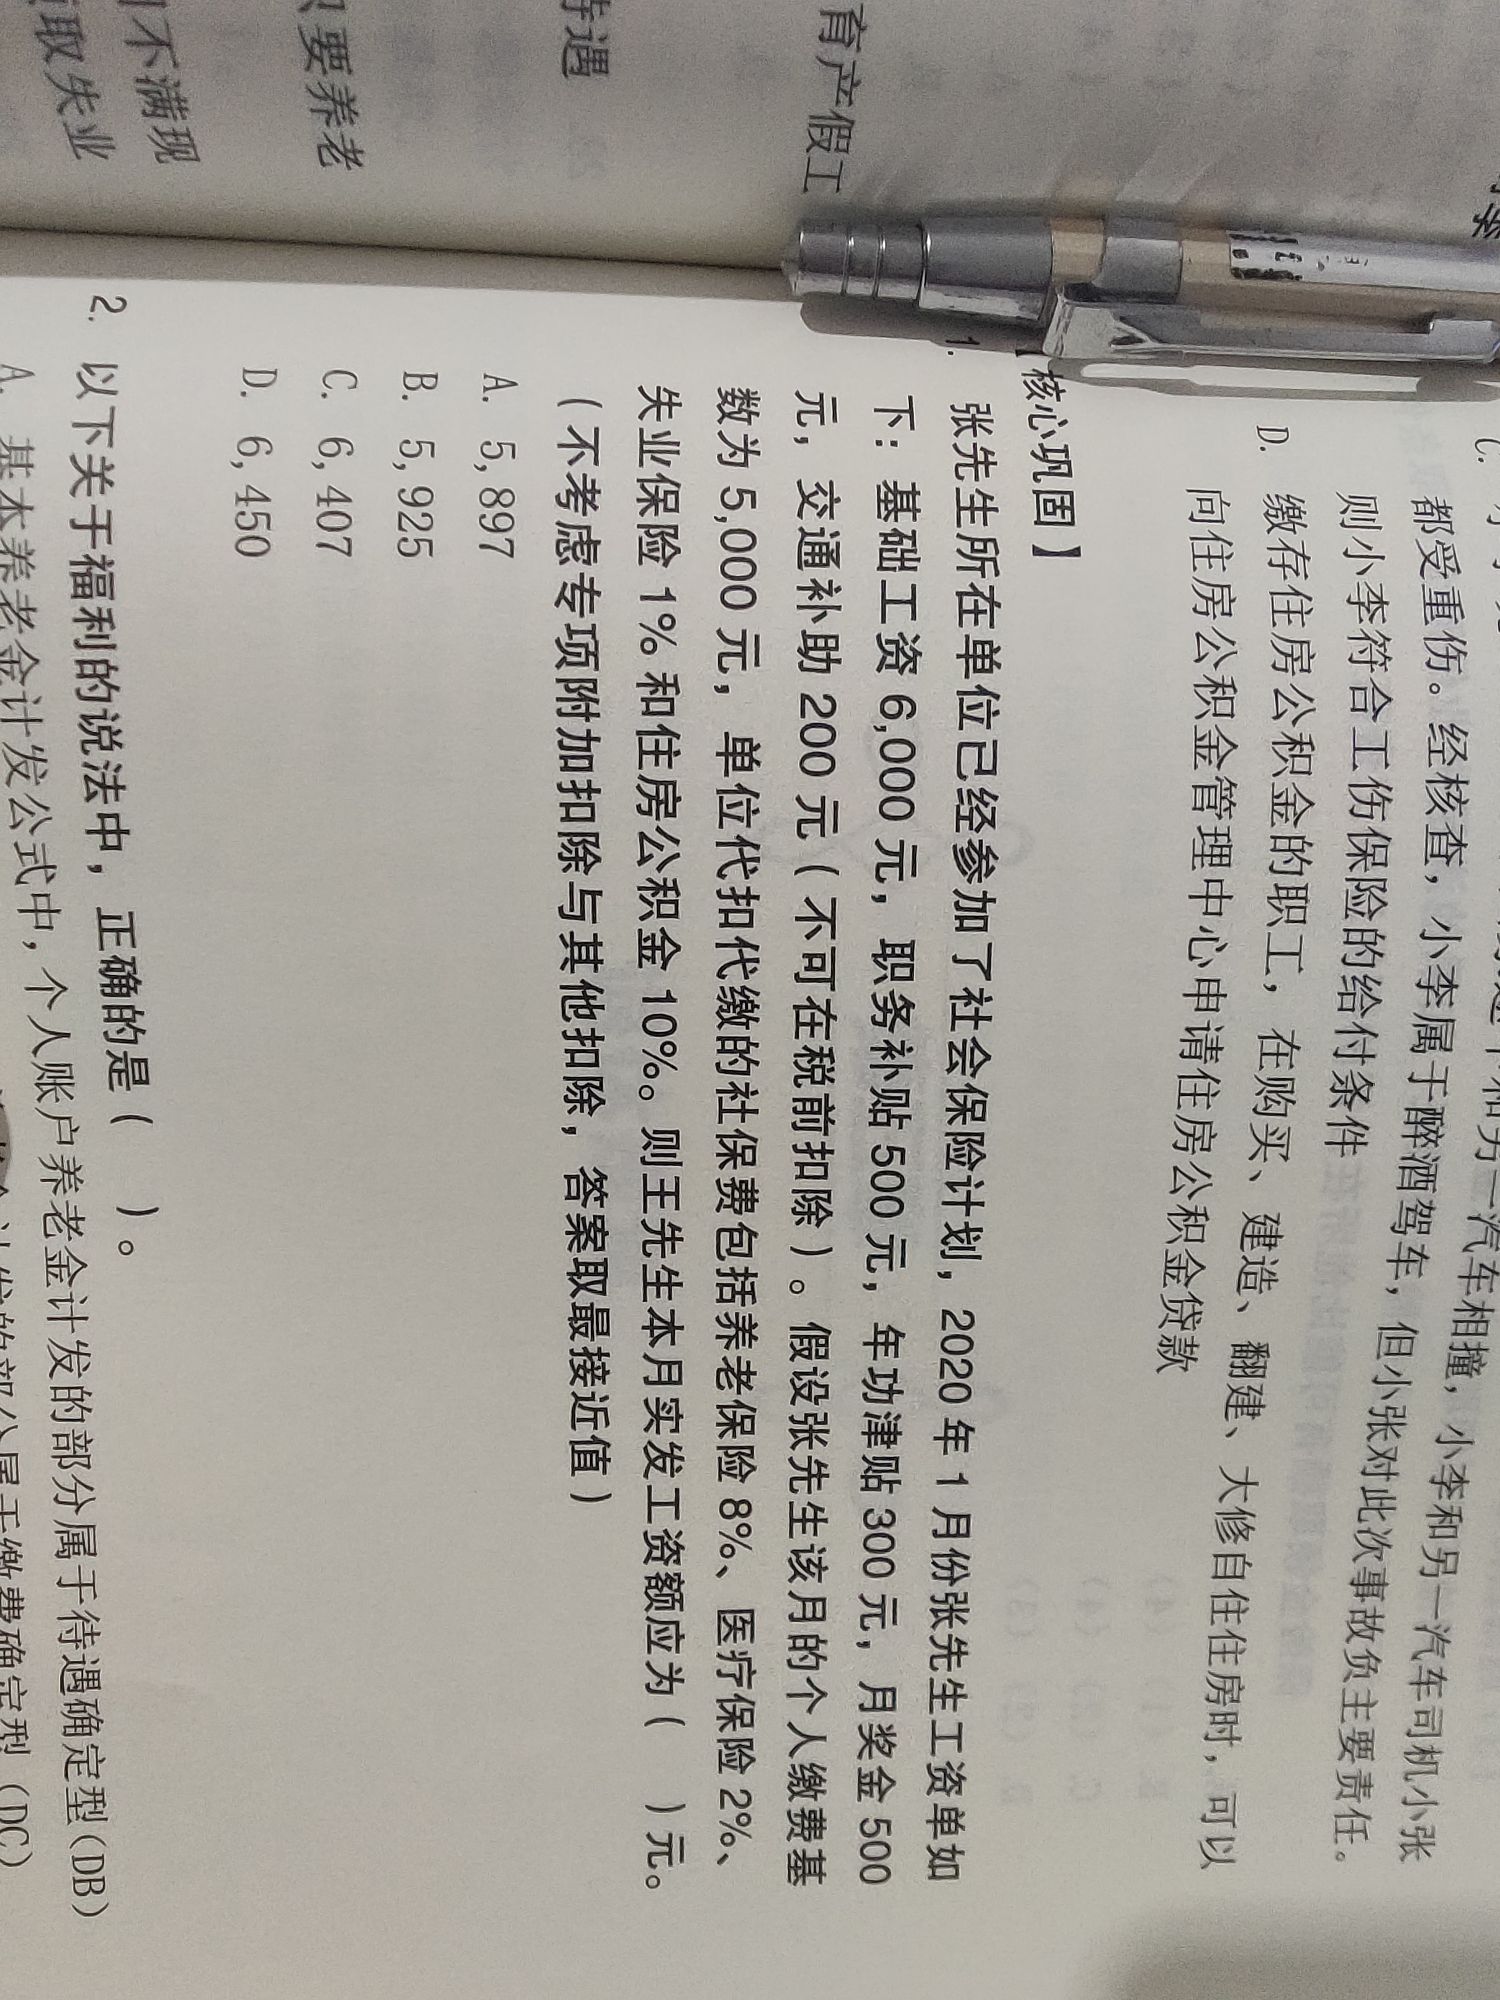 育产假工
待遇
要养老
不满现
取失业
都受重伤。经核查，小李属于醉酒驾车，但小张对此次事故负主要责任。
则小李符合工伤保险的给付条件
D. 缴存住房公积金的职工，在购买、建造、翻建、大修自住住房时，可以
向住房公积金管理中心申请住房公积金贷款
【核心巩固】
1. 张先生所在单位已经参加了社会保险计划，2020年1月份张先生工资单如
下：基础工资6,000元，职务补贴500元，年功津贴300元，月奖金500
元，交通补助200元（不可在税前扣除）。假设张先生该月的个人缴费基
数为5,000元，单位代扣代缴的社保费包括养老保险8%、医疗保险2%、
失业保险1%和住房公积金10%。则王先生本月实发工资额应为（ ）元。
（不考虑专项附加扣除与其他扣除，答案取最接近值）
A. 5,897
B. 5,925
C. 6,407
D. 6,450
2. 以下关于福利的说法中，正确的是（ ）。
A. 基本养老金计发公式中，个人账户养老金计发的部分属于待遇确定型(DB)